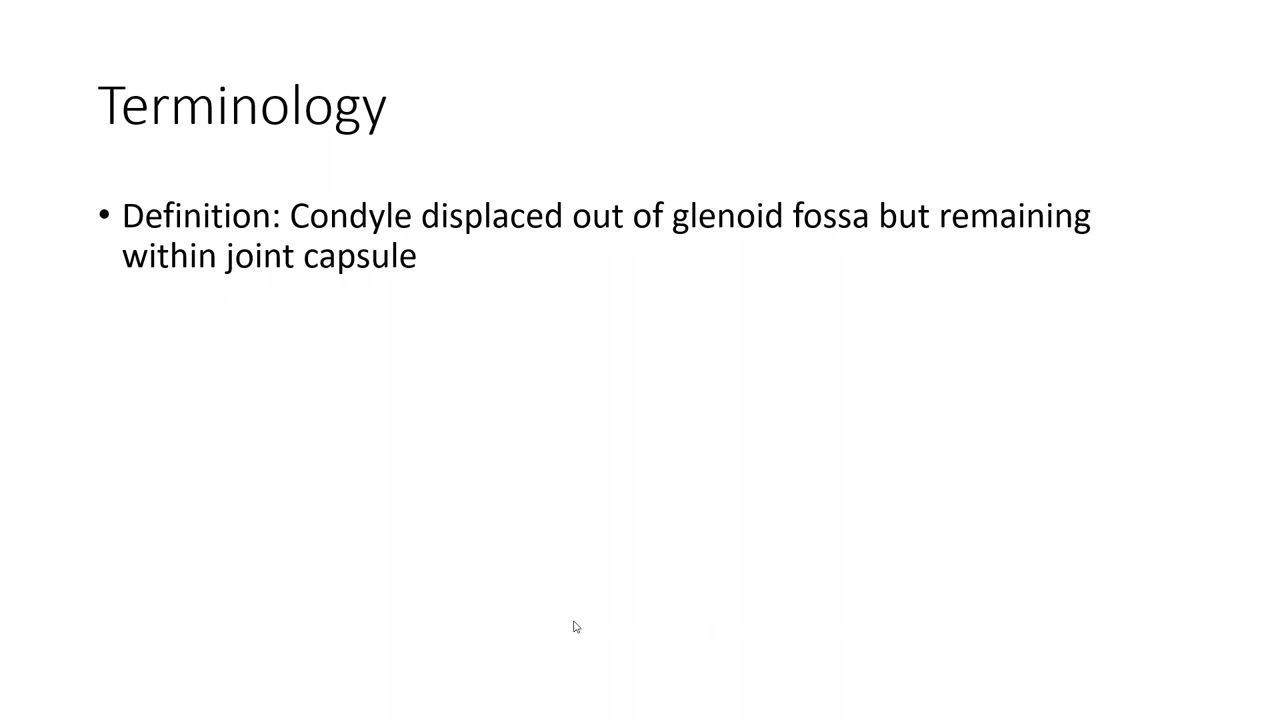 Terminology
• Definition: Condyle displaced out of glenoid fossa but remaining
within joint capsule